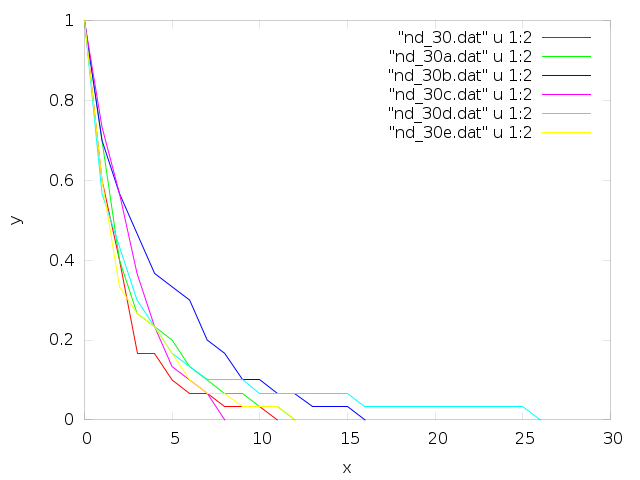 1
0.8
0.6
0.4
0.2
0
y
"nd_30.dat" u 1:2
"nd_30a.dat" u 1:2
"nd_30b.dat" u 1:2
"nd_30c.dat" u 1:2
"nd_30d.dat" u 1:2
"nd_30e.dat" u 1:2
0 5 10 15 20 25 30
x